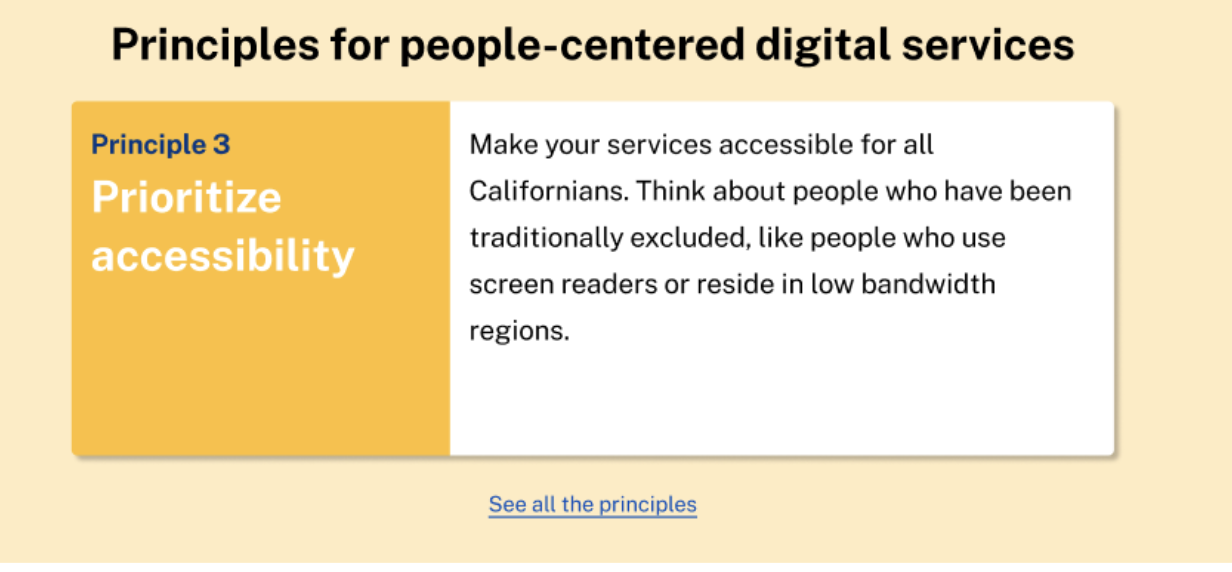 Principles for people-centered digital services
Principle 3
Prioritize
accessibility
Make your services accessible for all
Californians. Think about people who have been
traditionally excluded, like people who use
screen readers or reside in low bandwidth
regions.
See all the principles